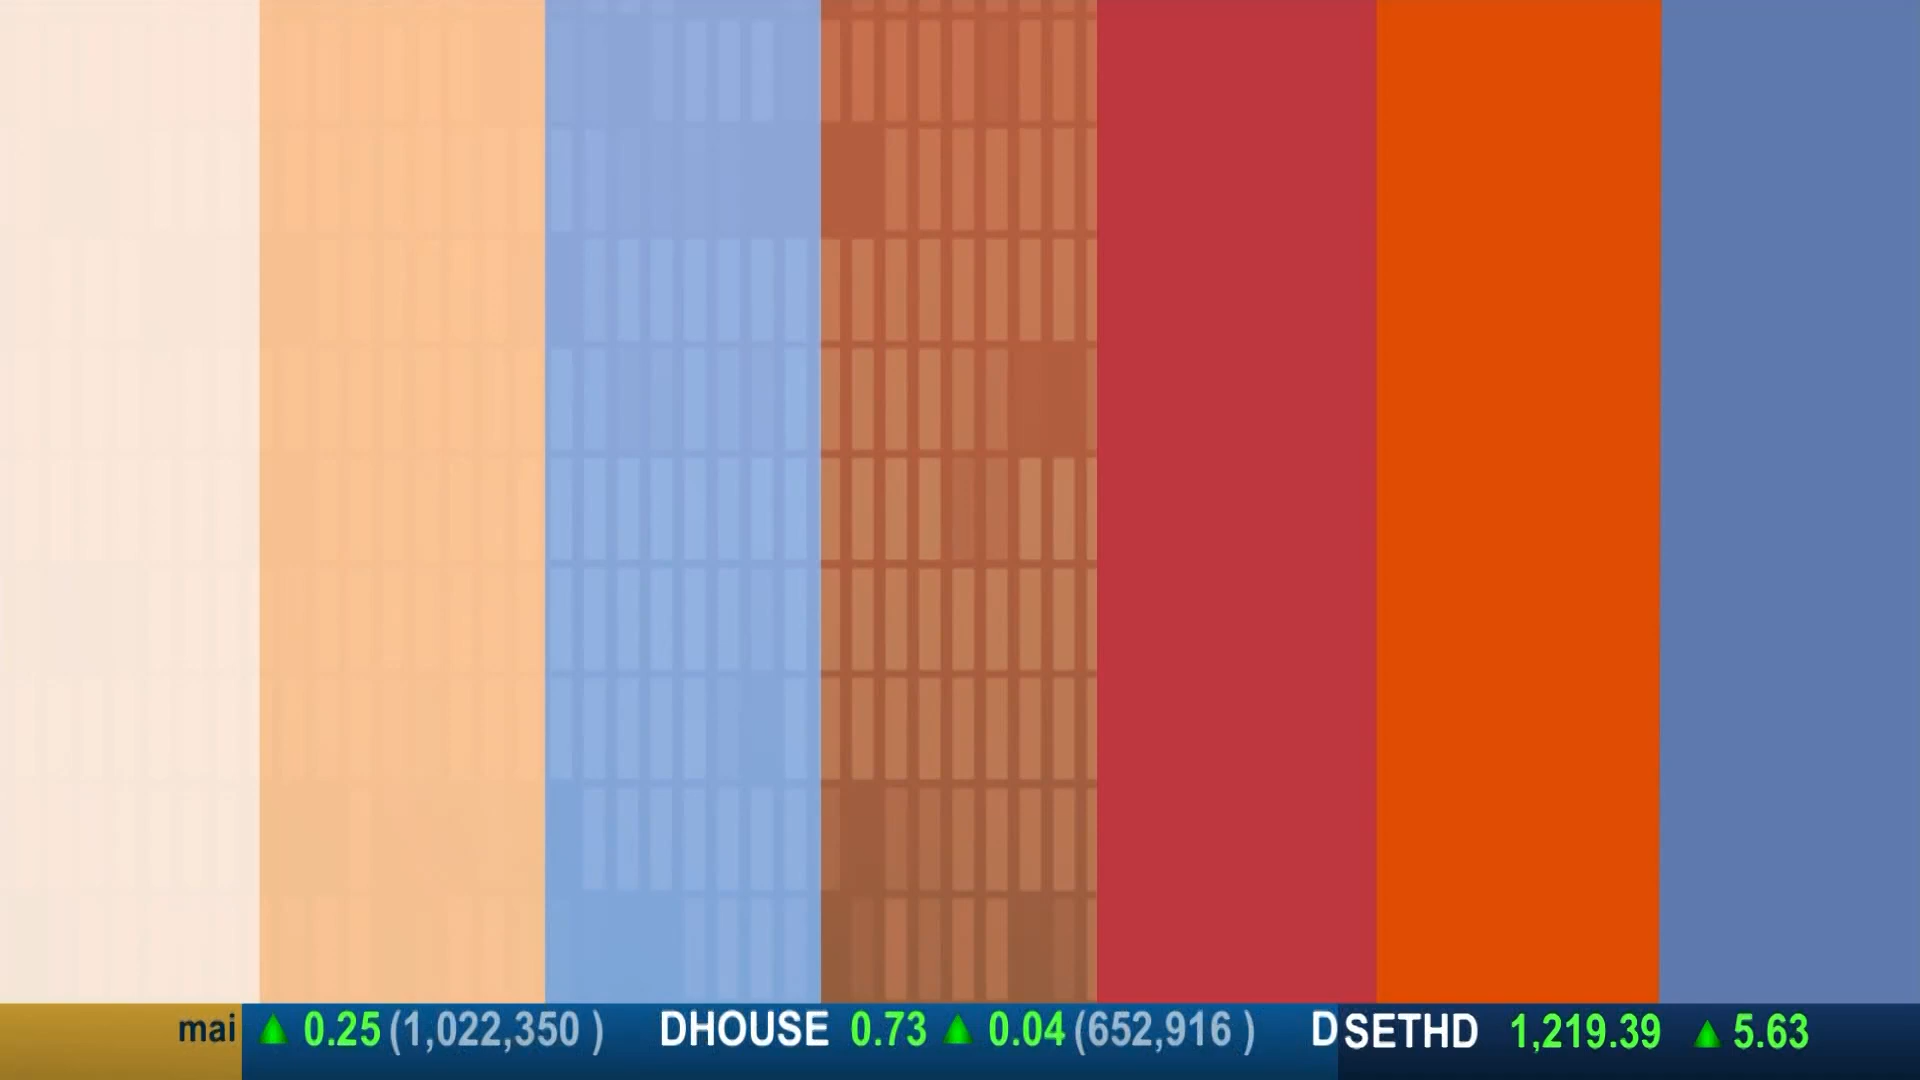 mai ▲ 0.25 (1,022,350 ) DHOUSE 0.73 ▲ 0.04 (652,916 ) D SETHD 1,219.39 ▲ 5.63